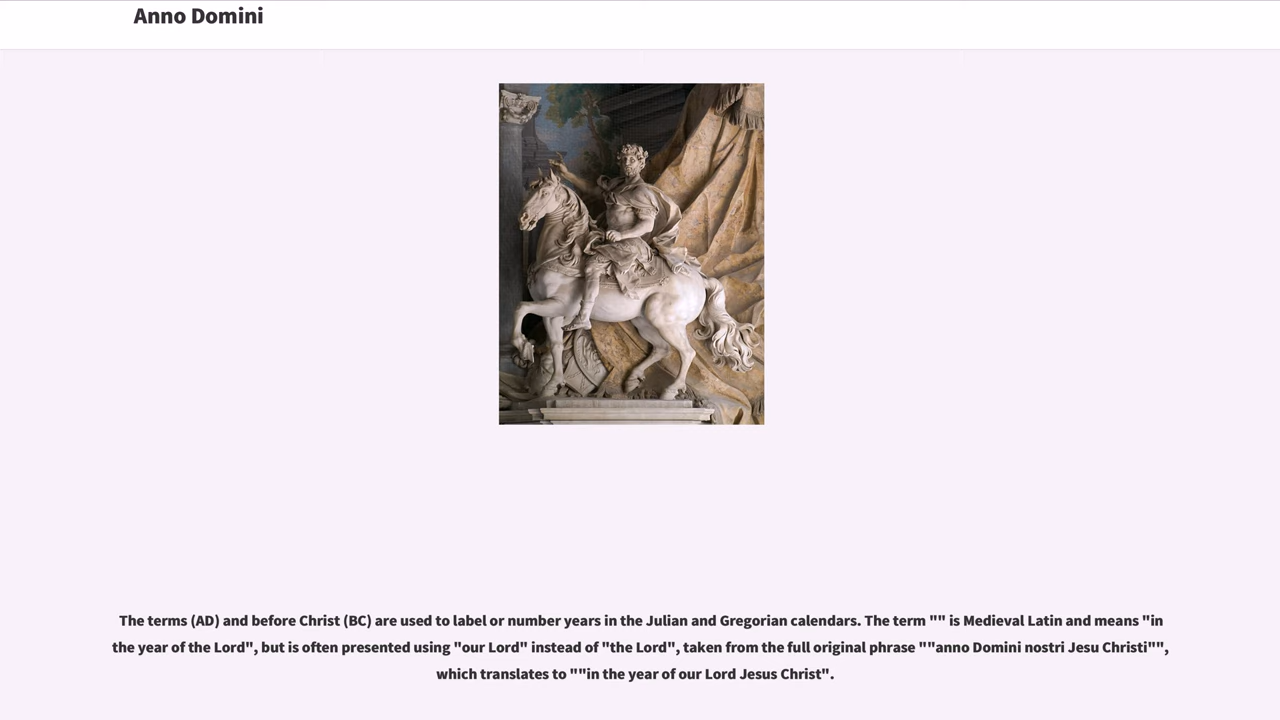 Anno Domini
The terms (AD) and before Christ (BC) are used to label or number years in the Julian and Gregorian calendars. The term "" is Medieval Latin and means "in
the year of the Lord", but is often presented using "our Lord" instead of "the Lord", taken from the full original phrase ""anno Domini nostri Jesu Christi"",
which translates to ""in the year of our Lord Jesus Christ".